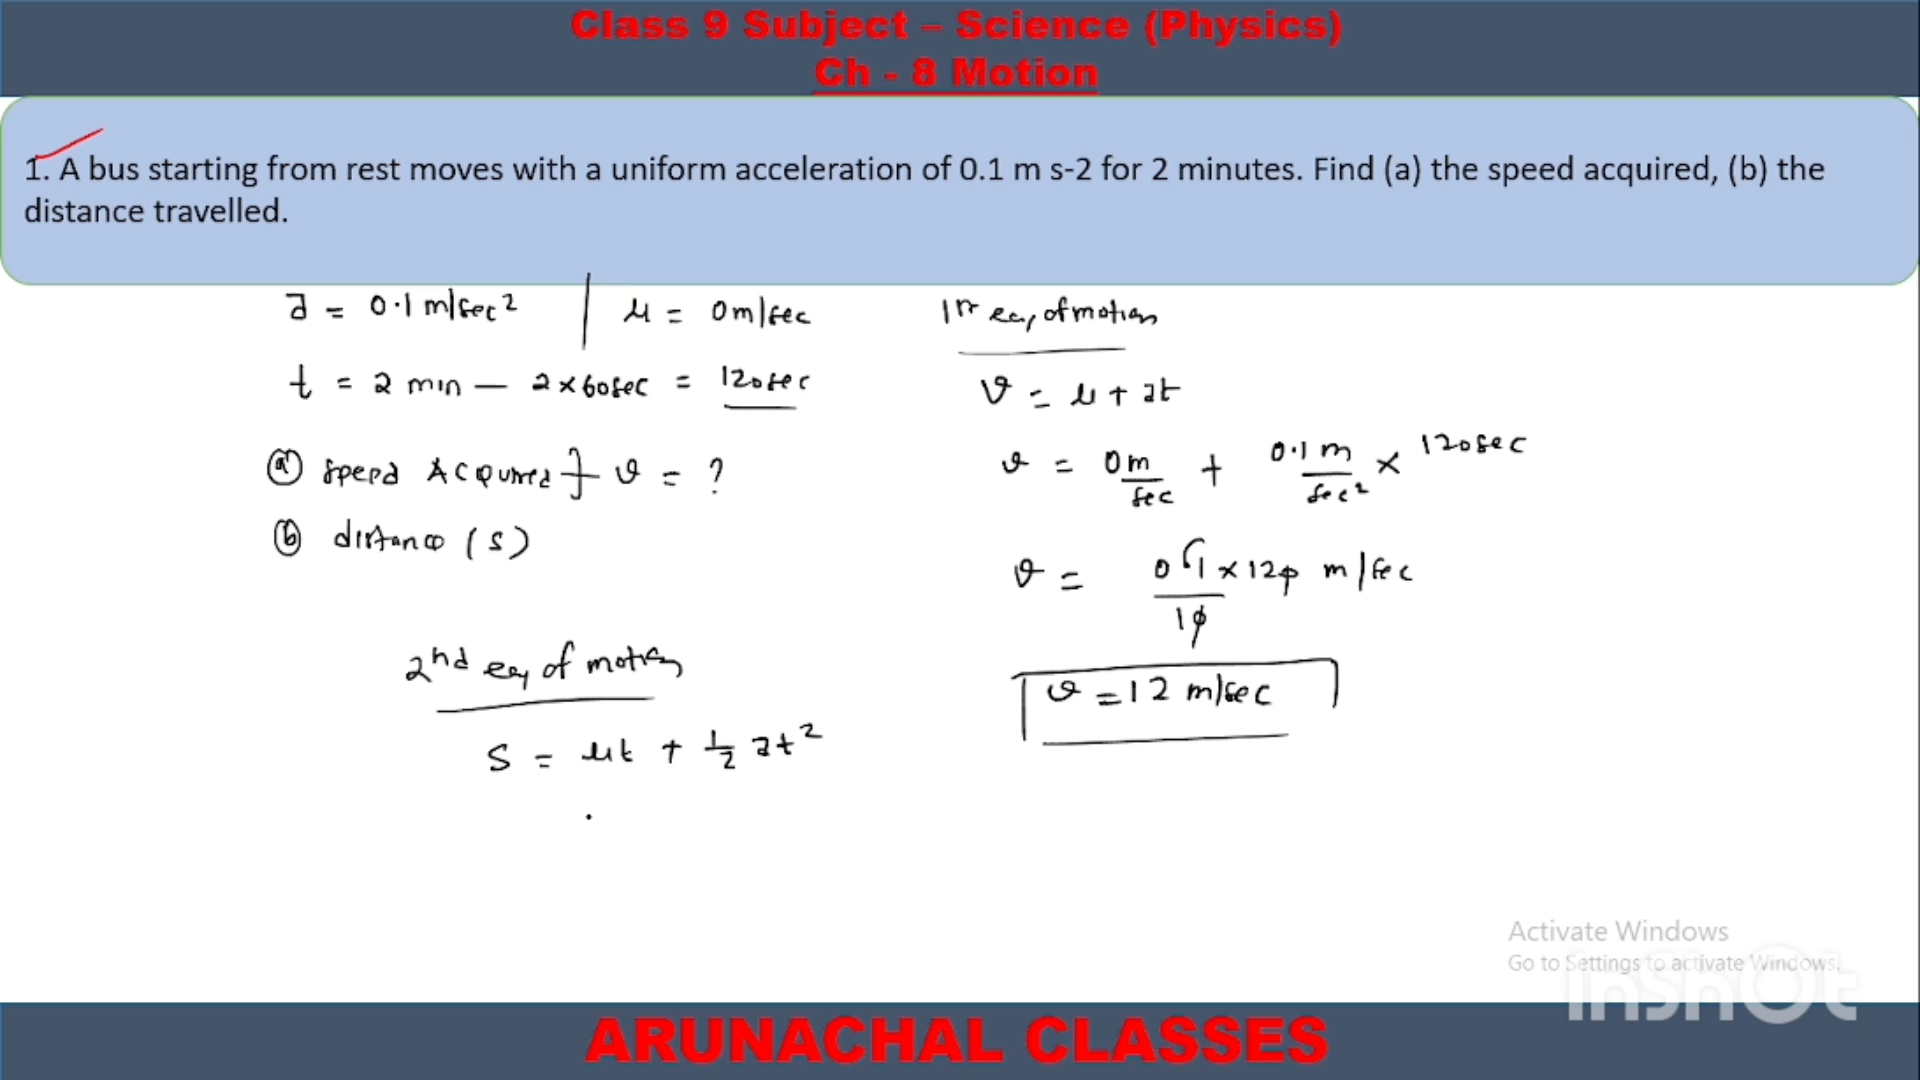 Class 9 Subject – Science (Physics)
Ch - 8 Motion
1. A bus starting from rest moves with a uniform acceleration of 0.1 m s-2 for 2 minutes. Find (a) the speed acquired, (b) the
distance travelled.
a = 0.1 m/sec² | u = 0 m/sec
t = 2 min — 2×60sec = 120sec
(a) speed Acquired } v = ?
(b) distance (s)
2nd eq of motion
s = ut + ½ at²
1st eq of motion
v = u + at
v = 0 m/sec + 0.1 m/sec² × 120sec
v = 0.1 × 120 / 10 m/sec
v = 12 m/sec
Activate Windows
Go to Settings to activate Windows.
InShOt
ARUNACHAL CLASSES